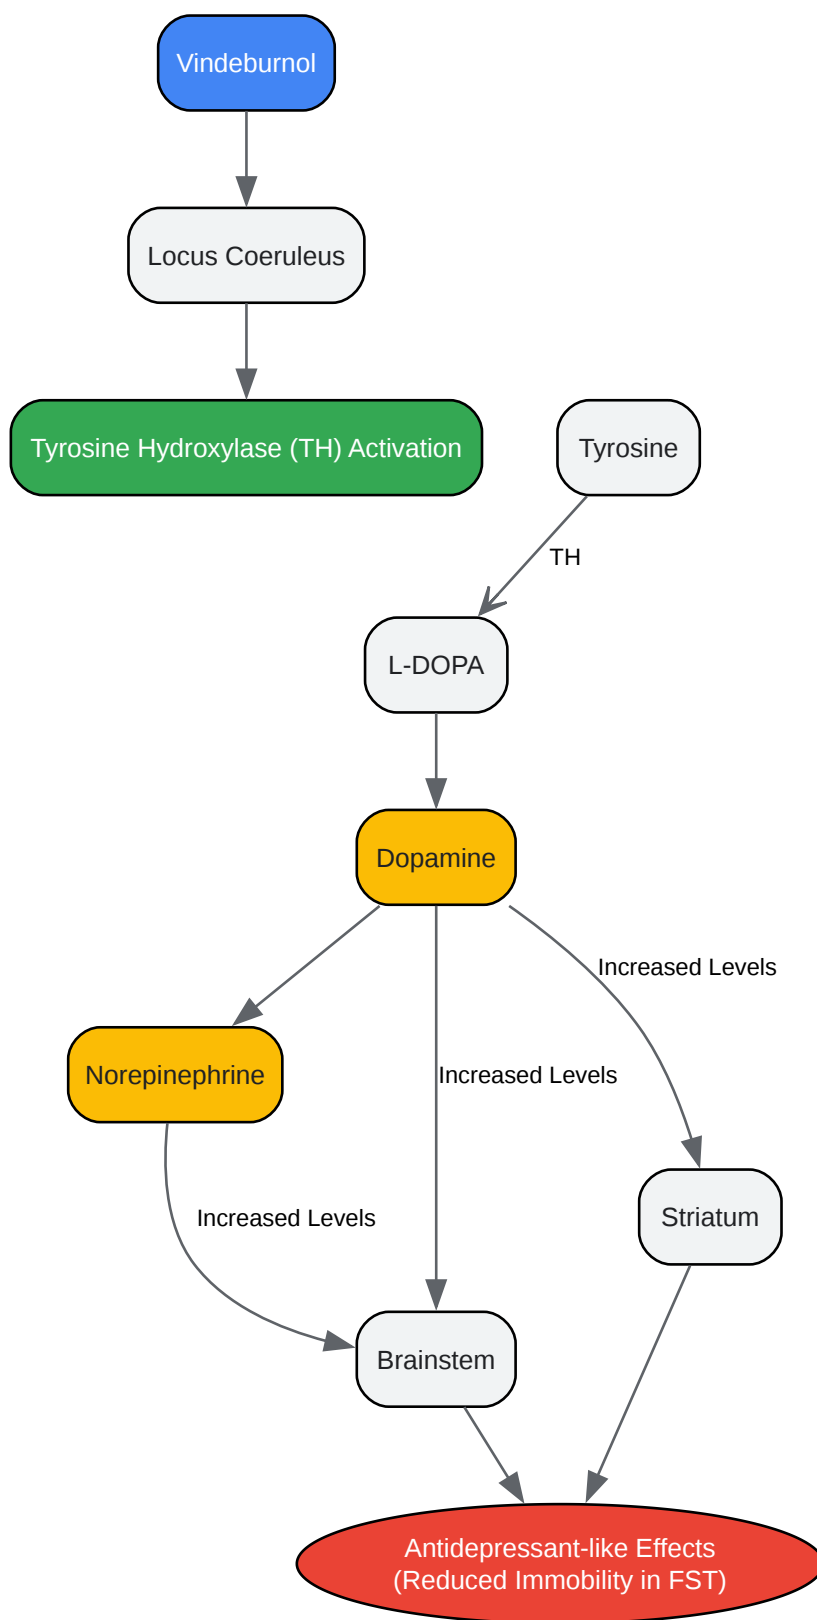 Vindeburnol
Locus Coeruleus
Tyrosine Hydroxylase (TH) Activation
Tyrosine
TH
L-DOPA
Dopamine
Increased Levels
Norepinephrine
Increased Levels
Increased Levels
Striatum
Brainstem
Antidepressant-like Effects
(Reduced Immobility in FST)